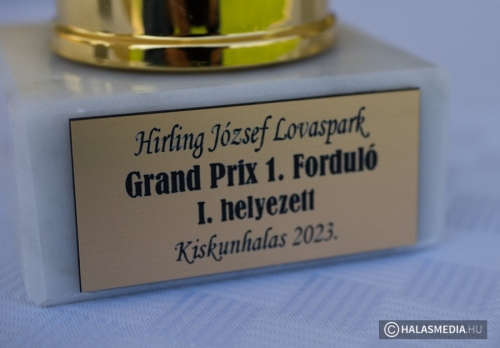 Hirling József Lovaspark
Grand Prix 1. Forduló
I. helyezett
Kiskunhalas 2023.
© HALASMEDIA.HU